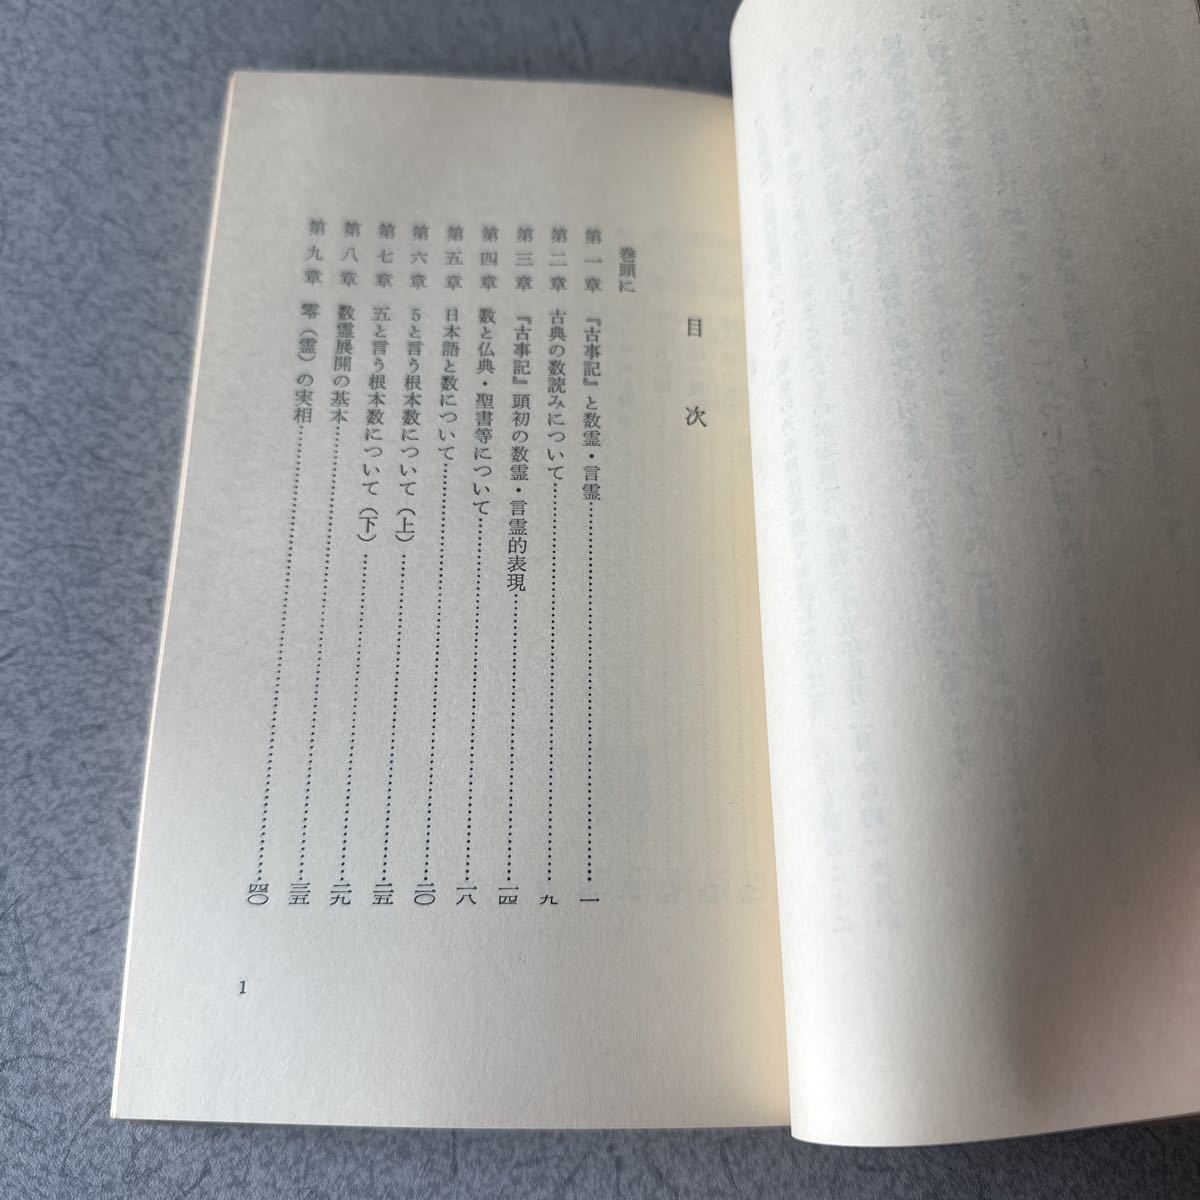 目次
巻頭に
第一章 『古事記』と数霊・言霊……一
第二章 古典の数読みについて……九
第三章 『古事記』頭初の数霊・言霊的表現……一四
第四章 数と仏典・聖書等について……一八
第五章 日本語と数について……二〇
第六章 5と言う根本数について（上）……二五
第七章 五と言う根本数について（下）……二九
第八章 数霊展開の基本……三五
第九章 零（霊）の実相……四〇
1